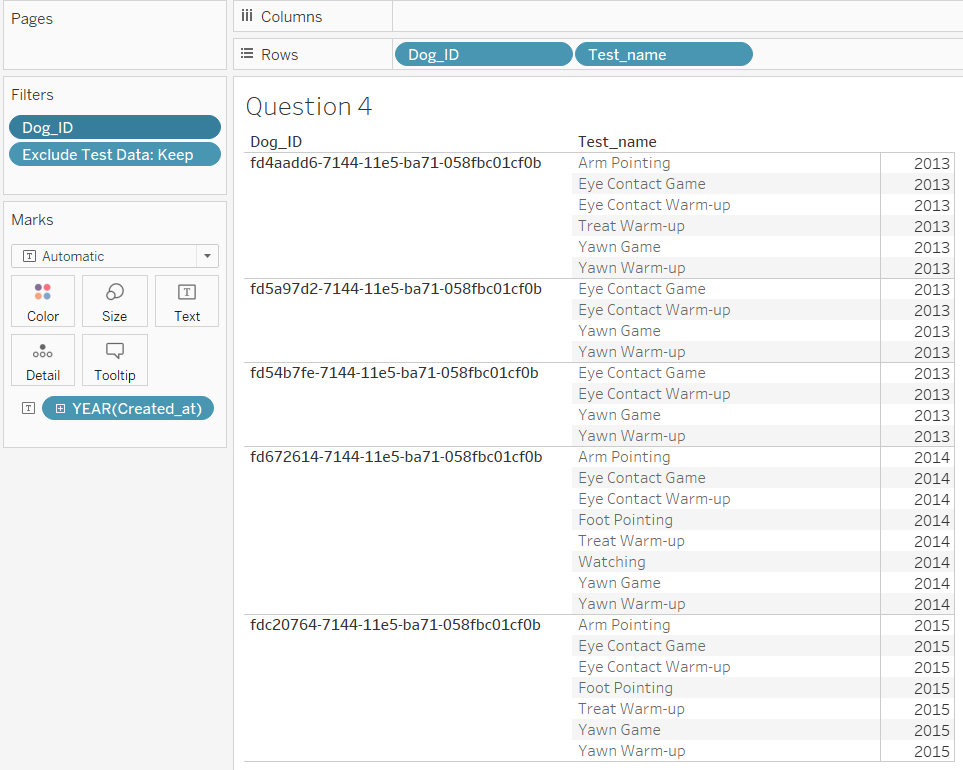 Pages
Columns
Rows
Dog_ID
Test_name
Filters
Dog_ID
Exclude Test Data: Keep
Marks
Automatic
Color
Size
Text
Detail
Tooltip
YEAR(Created_at)
Question 4
Dog_ID Test_name
fd4aadd6-7144-11e5-ba71-058fbc01cf0b Arm Pointing 2013
Eye Contact Game 2013
Eye Contact Warm-up 2013
Treat Warm-up 2013
Yawn Game 2013
Yawn Warm-up 2013
fd5a97d2-7144-11e5-ba71-058fbc01cf0b Eye Contact Game 2013
Eye Contact Warm-up 2013
Yawn Game 2013
Yawn Warm-up 2013
fd54b7fe-7144-11e5-ba71-058fbc01cf0b Eye Contact Game 2013
Eye Contact Warm-up 2013
Yawn Game 2013
Yawn Warm-up 2013
fd672614-7144-11e5-ba71-058fbc01cf0b Arm Pointing 2014
Eye Contact Game 2014
Eye Contact Warm-up 2014
Foot Pointing 2014
Treat Warm-up 2014
Watching 2014
Yawn Game 2014
Yawn Warm-up 2014
fdc20764-7144-11e5-ba71-058fbc01cf0b Arm Pointing 2015
Eye Contact Game 2015
Eye Contact Warm-up 2015
Foot Pointing 2015
Treat Warm-up 2015
Yawn Game 2015
Yawn Warm-up 2015